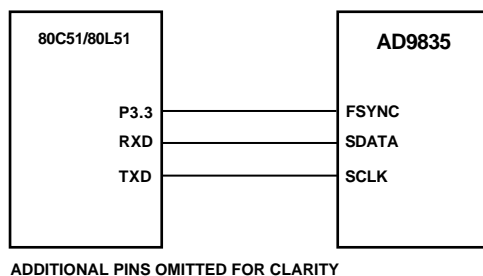 80C51/80L51
AD9835
P3.3
FSYNC
RXD
SDATA
TXD
SCLK
ADDITIONAL PINS OMITTED FOR CLARITY